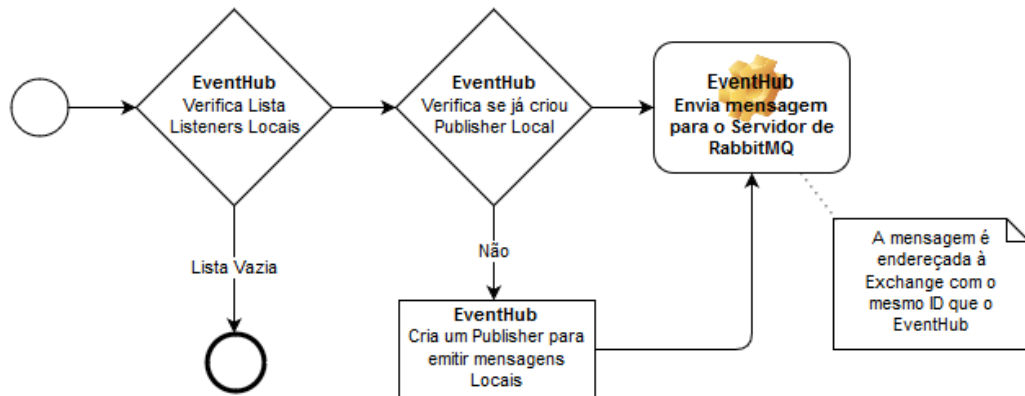 EventHub
Verifica Lista
Listeners Locais
EventHub
Verifica se já criou
Publisher Local
EventHub
Envia mensagem
para o Servidor de
RabbitMQ
Lista Vazia
Não
EventHub
Cria um Publisher para
emitir mensagens
Locais
A mensagem é
endereçada à
Exchange com o
mesmo ID que o
EventHub